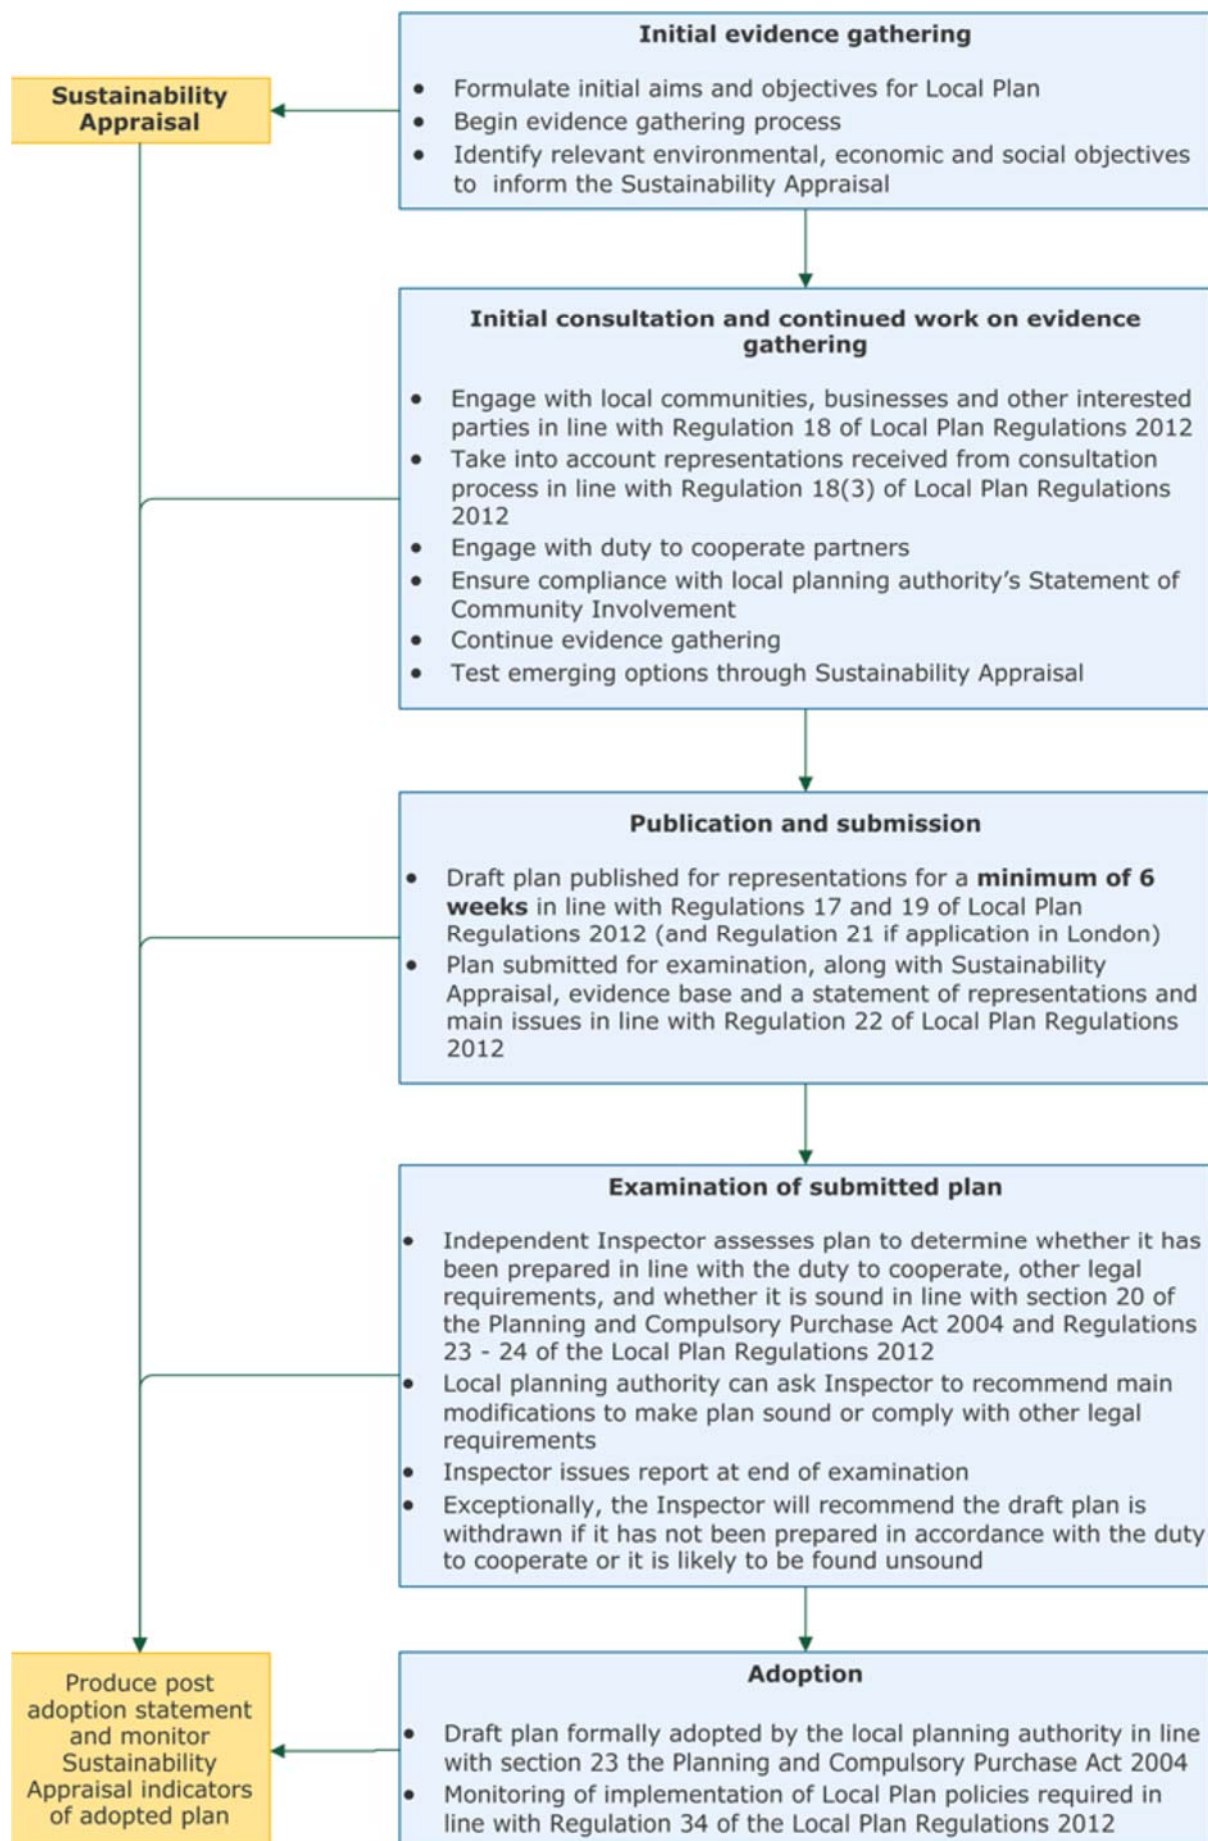 Initial evidence gathering
• Formulate initial aims and objectives for Local Plan
• Begin evidence gathering process
• Identify relevant environmental, economic and social objectives
to inform the Sustainability Appraisal
Sustainability
Appraisal
Initial consultation and continued work on evidence
gathering
• Engage with local communities, businesses and other interested
parties in line with Regulation 18 of Local Plan Regulations 2012
• Take into account representations received from consultation
process in line with Regulation 18(3) of Local Plan Regulations
2012
• Engage with duty to cooperate partners
• Ensure compliance with local planning authority’s Statement of
Community Involvement
• Continue evidence gathering
• Test emerging options through Sustainability Appraisal
Publication and submission
• Draft plan published for representations for a minimum of 6
weeks in line with Regulations 17 and 19 of Local Plan
Regulations 2012 (and Regulation 21 if application in London)
• Plan submitted for examination, along with Sustainability
Appraisal, evidence base and a statement of representations and
main issues in line with Regulation 22 of Local Plan Regulations
2012
Examination of submitted plan
• Independent Inspector assesses plan to determine whether it has
been prepared in line with the duty to cooperate, other legal
requirements, and whether it is sound in line with section 20 of
the Planning and Compulsory Purchase Act 2004 and Regulations
23 - 24 of the Local Plan Regulations 2012
• Local planning authority can ask Inspector to recommend main
modifications to make plan sound or comply with other legal
requirements
• Inspector issues report at end of examination
• Exceptionally, the Inspector will recommend the draft plan is
withdrawn if it has not been prepared in accordance with the duty
to cooperate or it is likely to be found unsound
Adoption
• Draft plan formally adopted by the local planning authority in line
with section 23 the Planning and Compulsory Purchase Act 2004
• Monitoring of implementation of Local Plan policies required in
line with Regulation 34 of the Local Plan Regulations 2012
Produce post
adoption statement
and monitor
Sustainability
Appraisal indicators
of adopted plan